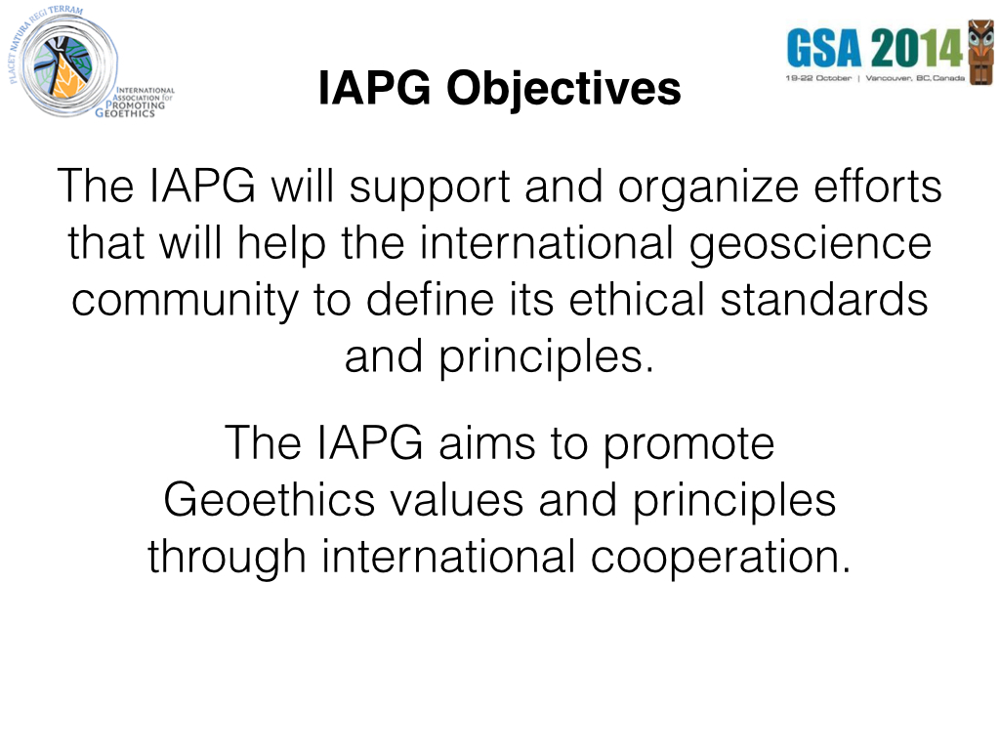 PLACET NATURA REGI TERRAM
INTERNATIONAL
ASSOCIATION for
PROMOTING
GEOETHICS
GSA 2014
19-22 October | Vancouver, BC, Canada
IAPG Objectives
The IAPG will support and organize efforts
that will help the international geoscience
community to define its ethical standards
and principles.
The IAPG aims to promote
Geoethics values and principles
through international cooperation.